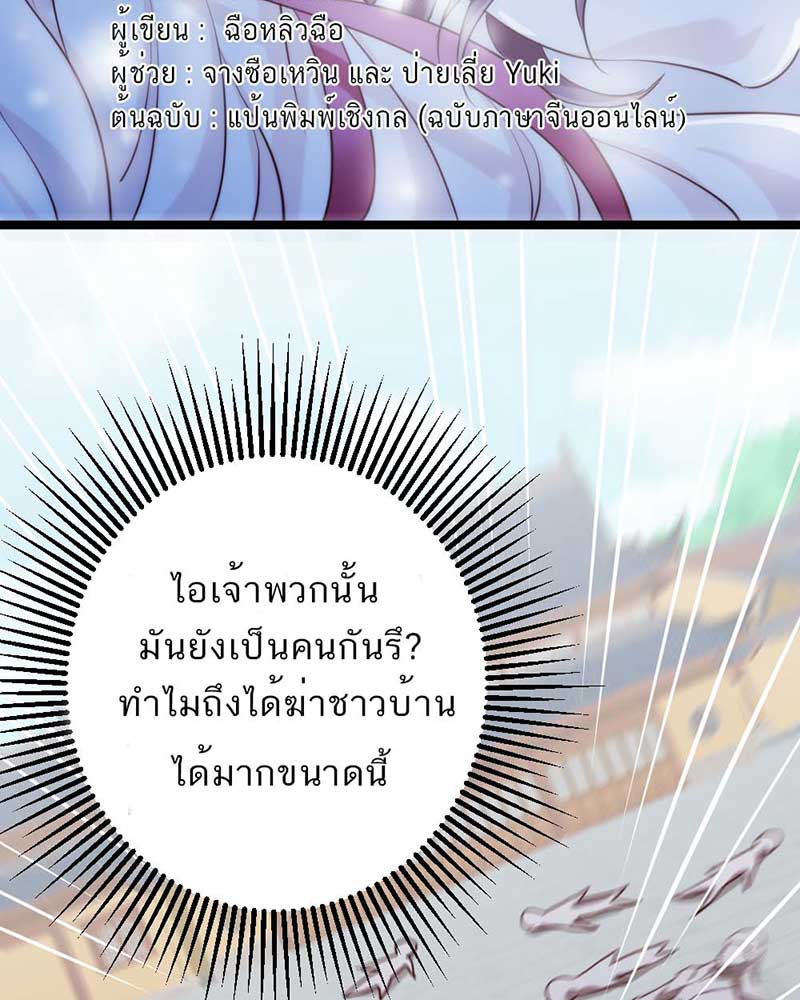 ผู้เขียน : ฉือหลิวฉือ
ผู้ช่วย : จางซือเหวิน และ ป่ายเลี่ย Yuki
ต้นฉบับ : แป้นพิมพ์เชิงกล (ฉบับภาษาจีนออนไลน์)
ไอเจ้าพวกนั้น
มันยังเป็นคนกันรึ?
ทำไมถึงได้ฆ่าชาวบ้าน
ได้มากขนาดนี้